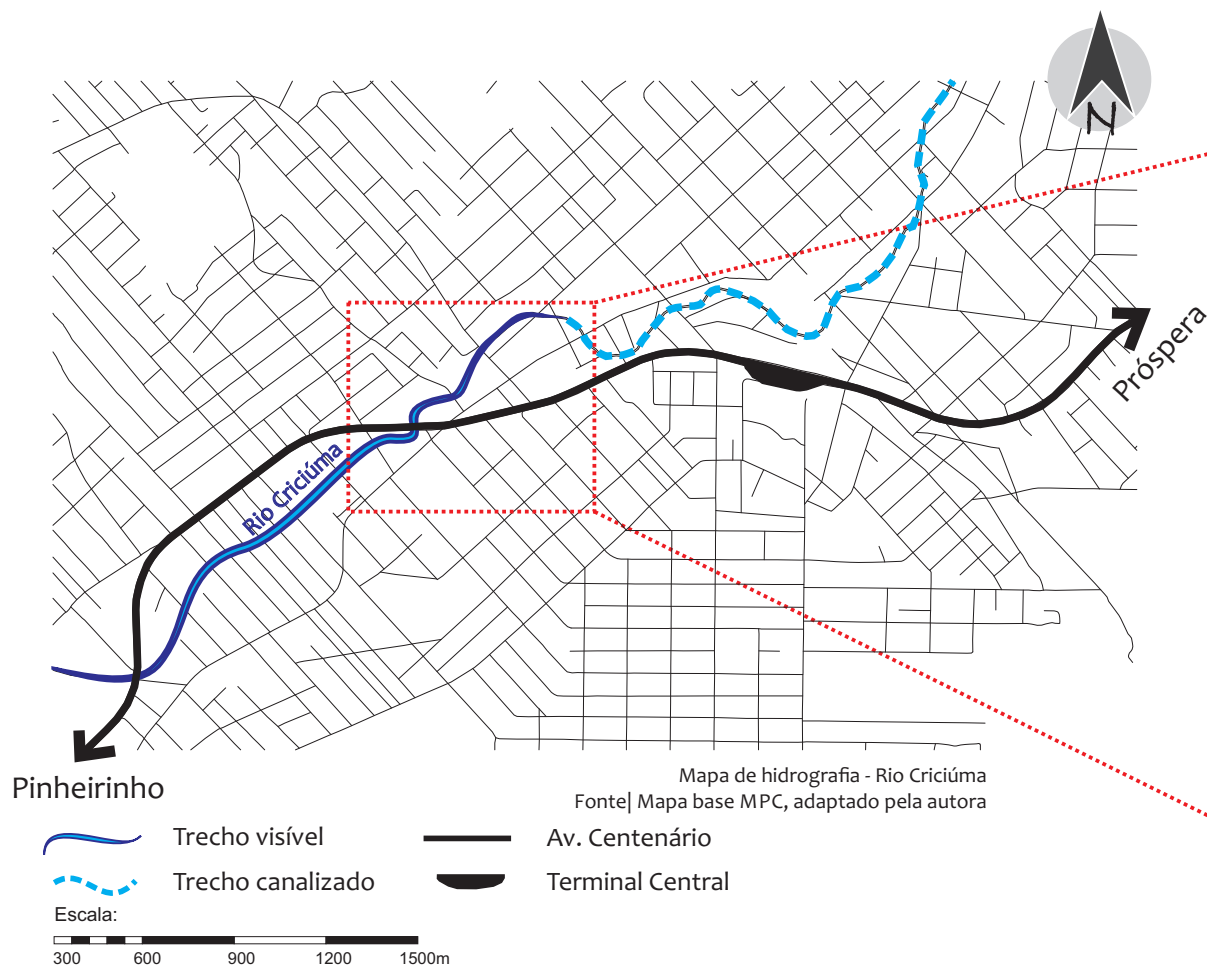 N
Próspera
Rio Criciúma
Pinheirinho
Mapa de hidrografia - Rio Criciúma
Fonte| Mapa base MPC, adaptado pela autora
Trecho visível
Av. Centenário
Trecho canalizado
Terminal Central
Escala:
300 600 900 1200 1500m